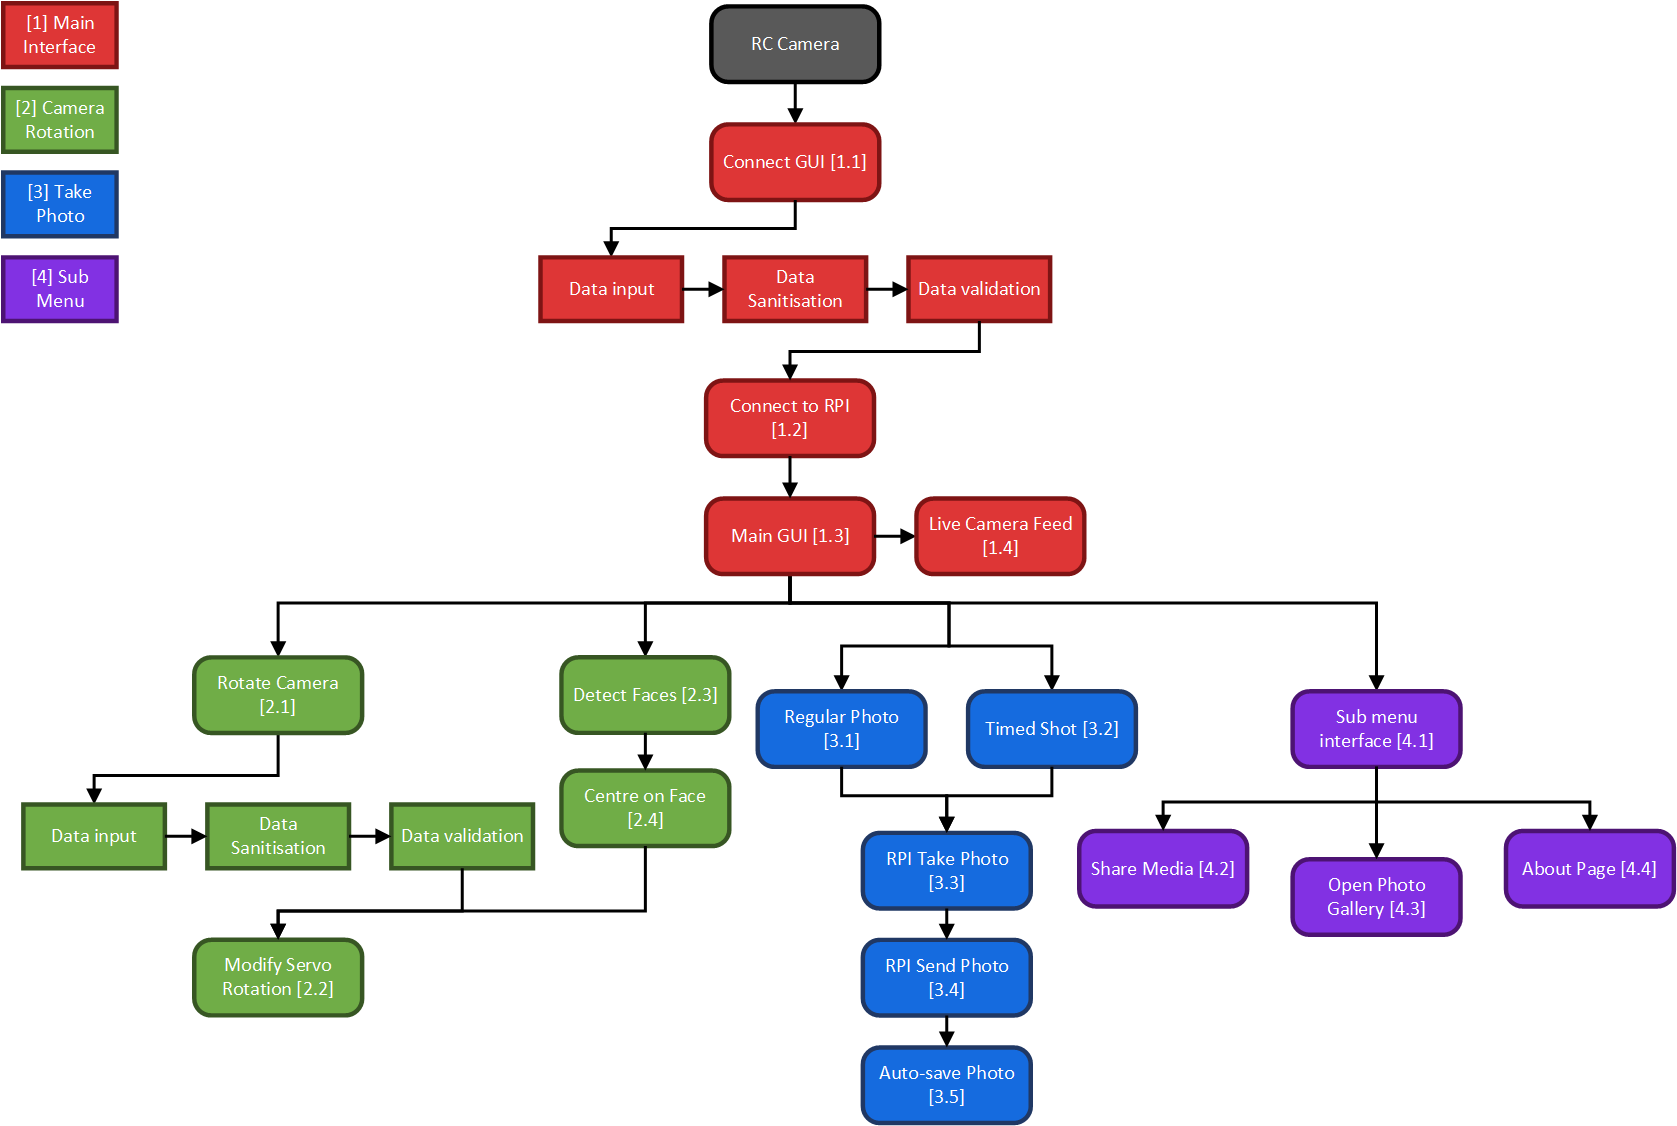 [1] Main
Interface
[2] Camera
Rotation
[3] Take
Photo
[4] Sub
Menu
RC Camera
Connect GUI [1.1]
Data input
Data
Sanitisation
Data validation
Connect to RPI
[1.2]
Main GUI [1.3]
Live Camera Feed
[1.4]
Rotate Camera
[2.1]
Detect Faces [2.3]
Regular Photo
[3.1]
Timed Shot [3.2]
Sub menu
interface [4.1]
Data input
Data
Sanitisation
Data validation
Centre on Face
[2.4]
RPI Take Photo
[3.3]
Share Media [4.2]
Open Photo
Gallery [4.3]
About Page [4.4]
Modify Servo
Rotation [2.2]
RPI Send Photo
[3.4]
Auto-save Photo
[3.5]